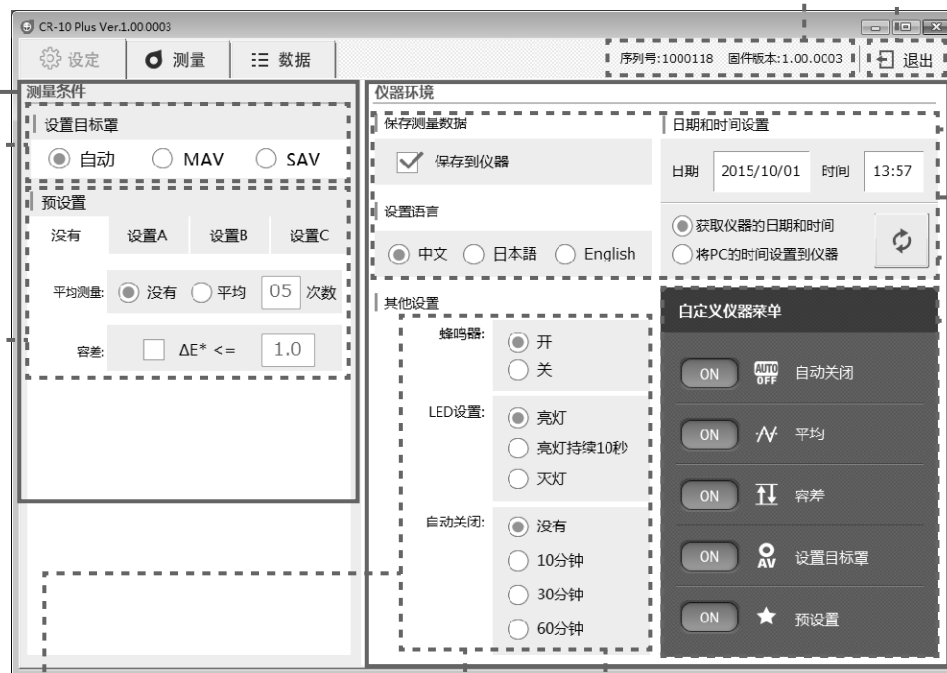 CR-10 Plus Ver.1.00.0003
设定 测量 数据
序列号:1000118 固件版本:1.00.0003 退出
测量条件
设置目标罩
自动 MAV SAV
预设置
没有 设置A 设置B 设置C
平均测量: 没有 平均 05 次数
容差: ΔE* <= 1.0
仪器环境
保存测量数据
保存到仪器
设置语言
中文 日本語 English
日期和时间设置
日期 2015/10/01 时间 13:57
获取仪器的日期和时间
将PC的时间设置到仪器
其他设置
蜂鸣器: 开
关
LED设置: 亮灯
亮灯持续10秒
灭灯
自动关闭: 没有
10分钟
30分钟
60分钟
自定义仪器菜单
ON AUTO OFF 自动关闭
ON 平均
ON 容差
ON AV 设置目标罩
ON 预设置